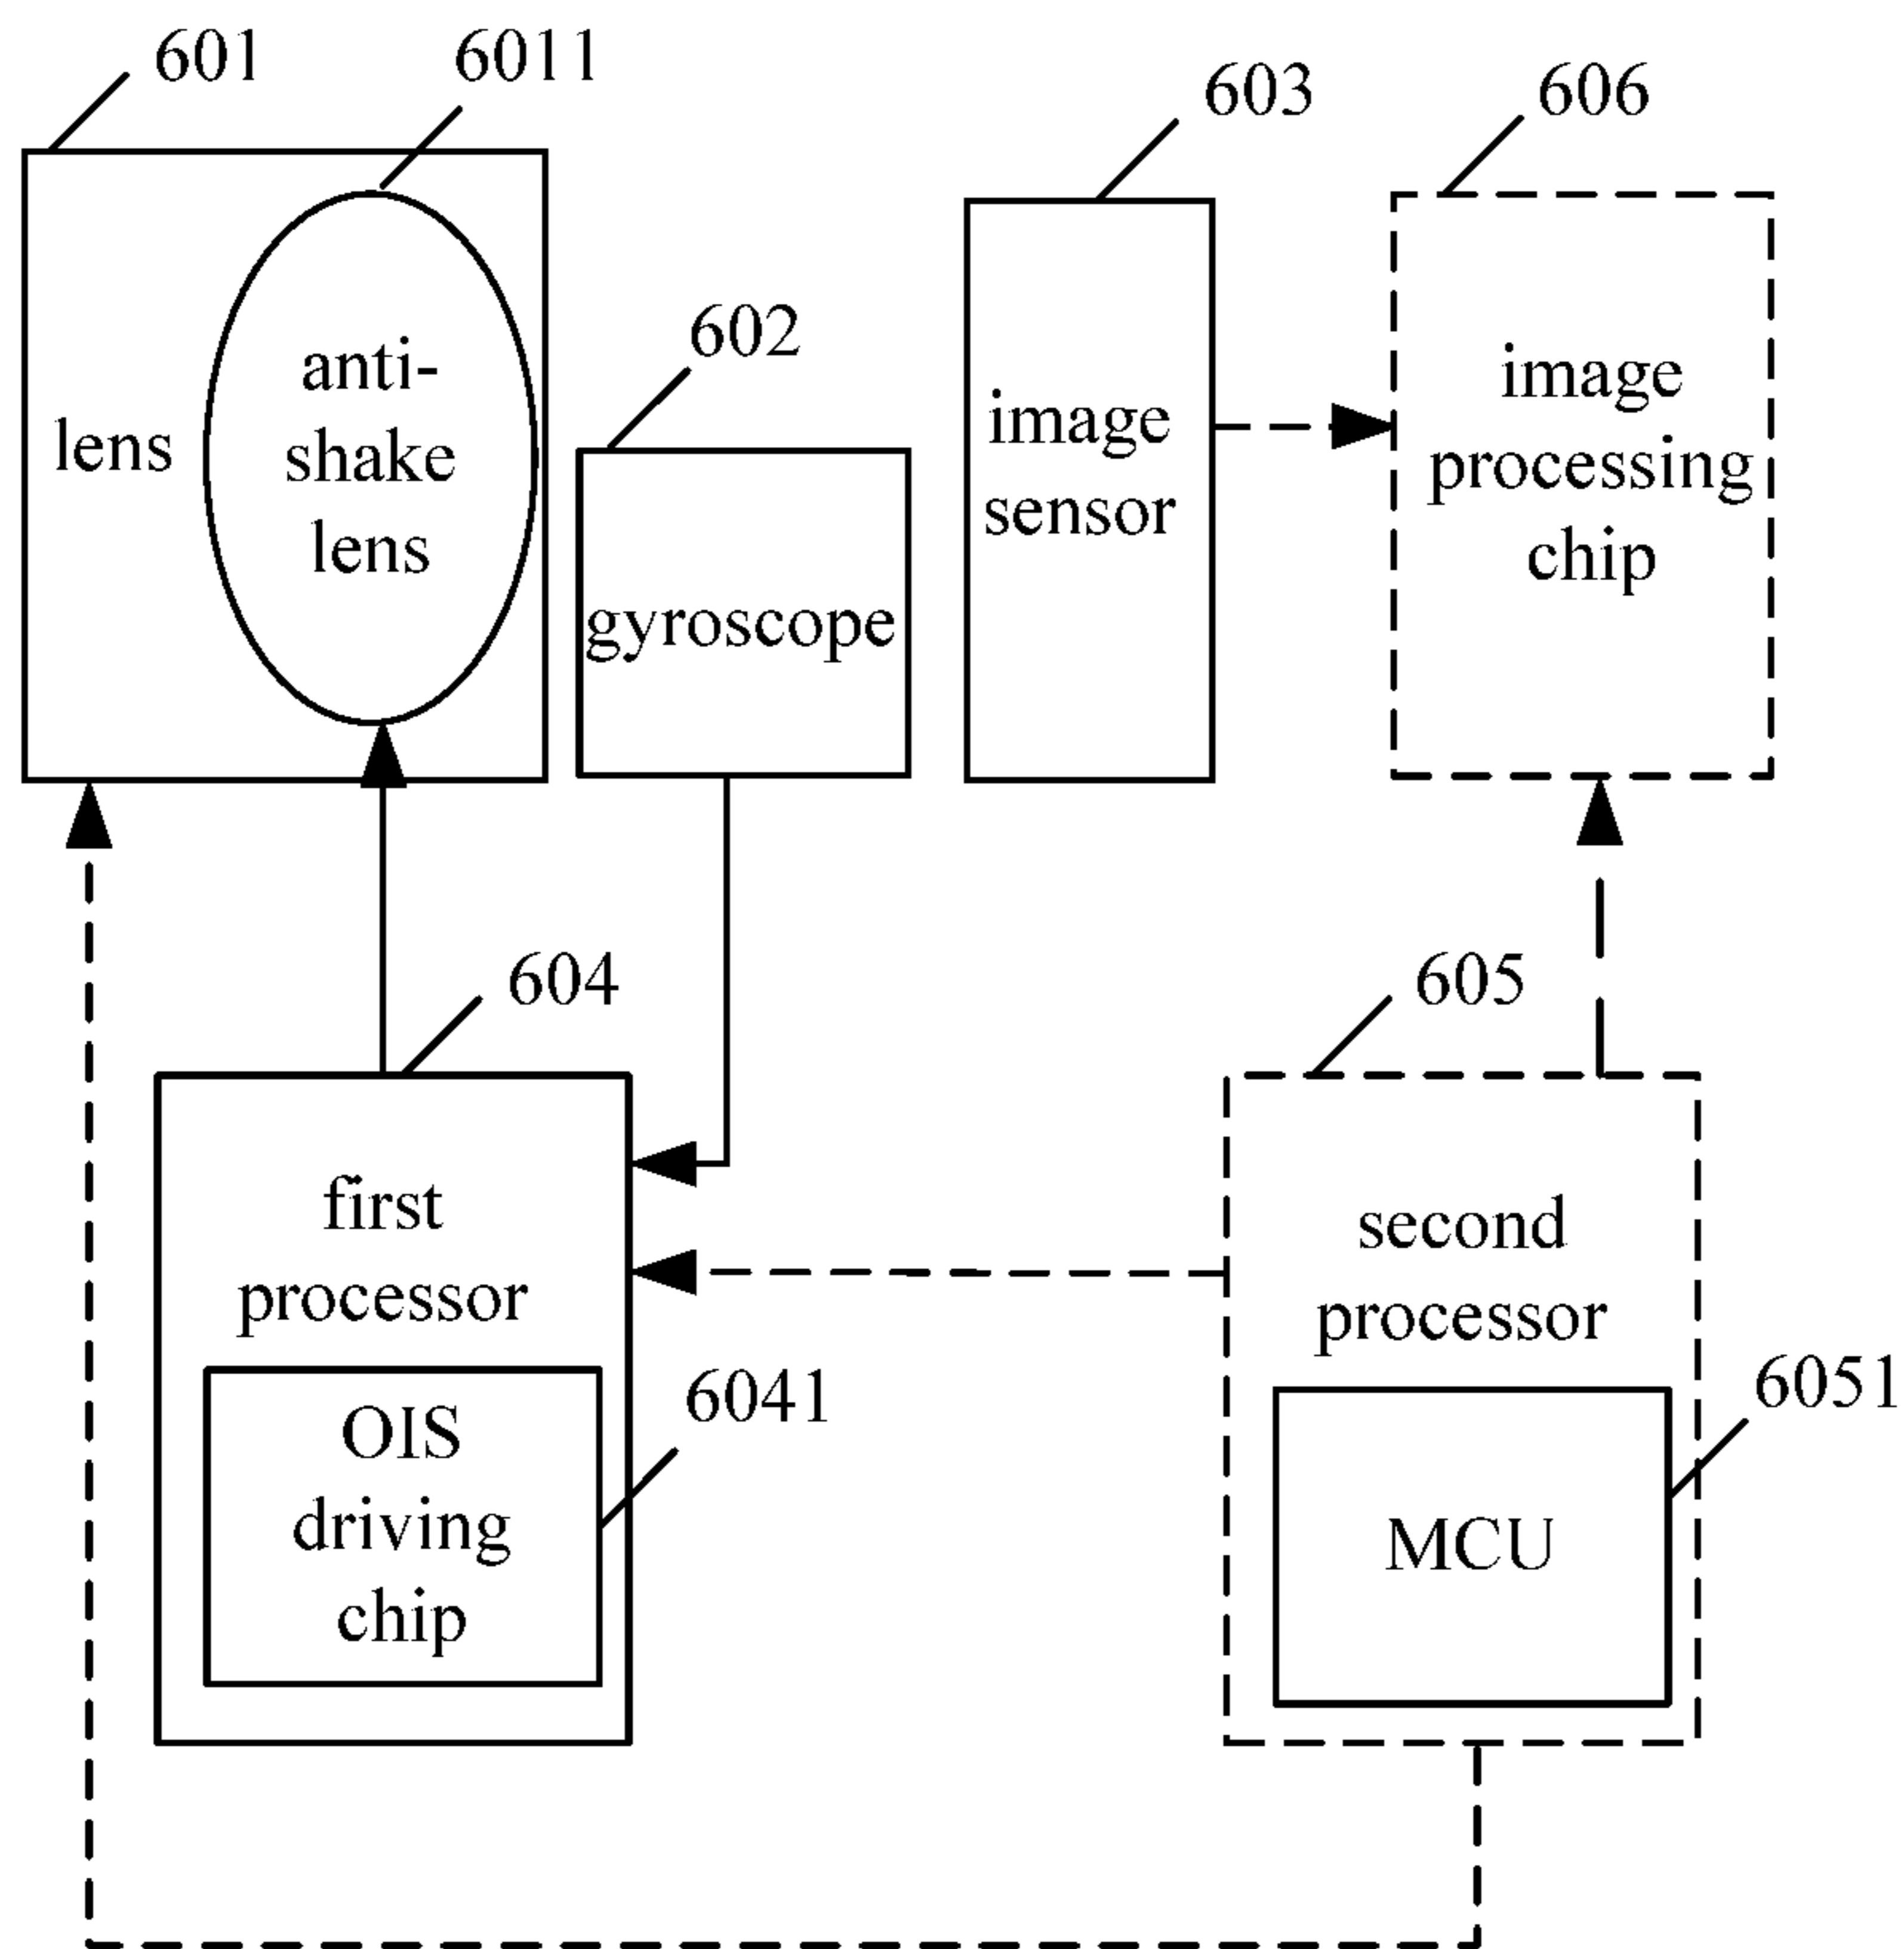 601
6011
603
606
lens
anti-
shake
lens
602
gyroscope
image
sensor
image
processing
chip
604
605
first
processor
OIS
driving
chip
6041
second
processor
MCU
6051